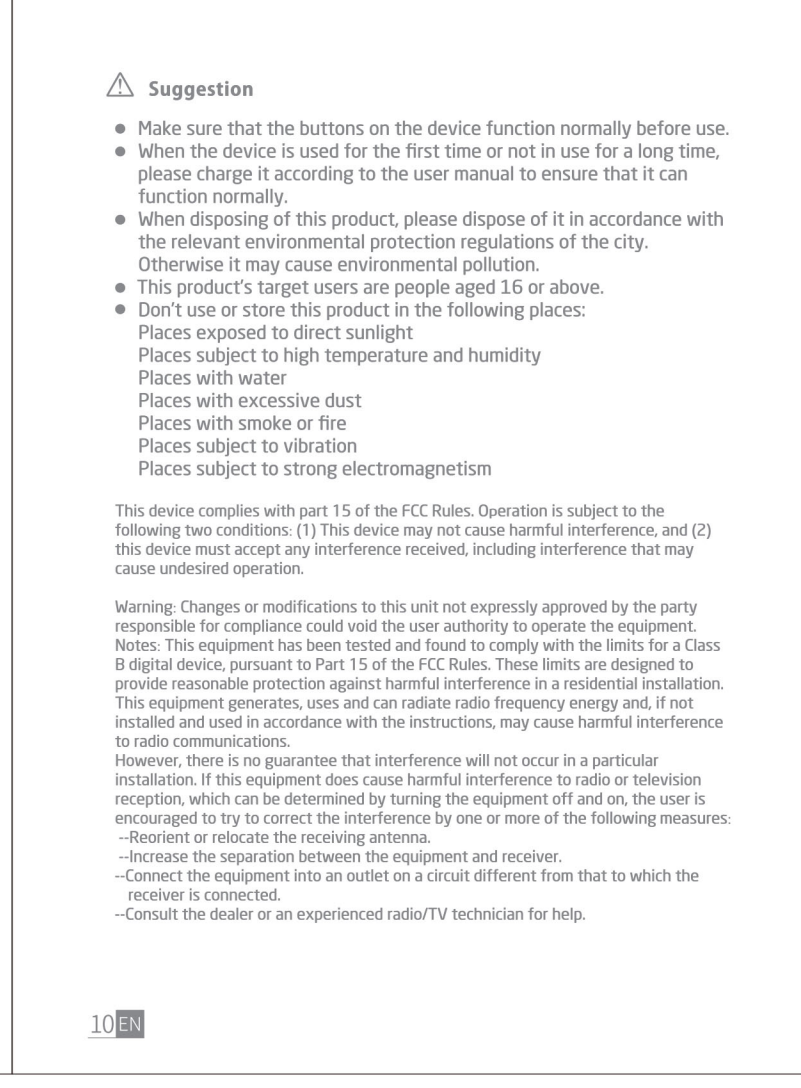 Suggestion
● Make sure that the buttons on the device function normally before use.
● When the device is used for the first time or not in use for a long time,
please charge it according to the user manual to ensure that it can
function normally.
● When disposing of this product, please dispose of it in accordance with
the relevant environmental protection regulations of the city.
Otherwise it may cause environmental pollution.
● This product's target users are people aged 16 or above.
● Don't use or store this product in the following places:
Places exposed to direct sunlight
Places subject to high temperature and humidity
Places with water
Places with excessive dust
Places with smoke or fire
Places subject to vibration
Places subject to strong electromagnetism
This device complies with part 15 of the FCC Rules. Operation is subject to the
following two conditions: (1) This device may not cause harmful interference, and (2)
this device must accept any interference received, including interference that may
cause undesired operation.
Warning: Changes or modifications to this unit not expressly approved by the party
responsible for compliance could void the user authority to operate the equipment.
Notes: This equipment has been tested and found to comply with the limits for a Class
B digital device, pursuant to Part 15 of the FCC Rules. These limits are designed to
provide reasonable protection against harmful interference in a residential installation.
This equipment generates, uses and can radiate radio frequency energy and, if not
installed and used in accordance with the instructions, may cause harmful interference
to radio communications.
However, there is no guarantee that interference will not occur in a particular
installation. If this equipment does cause harmful interference to radio or television
reception, which can be determined by turning the equipment off and on, the user is
encouraged to try to correct the interference by one or more of the following measures:
--Reorient or relocate the receiving antenna.
--Increase the separation between the equipment and receiver.
--Connect the equipment into an outlet on a circuit different from that to which the
receiver is connected.
--Consult the dealer or an experienced radio/TV technician for help.
10 EN